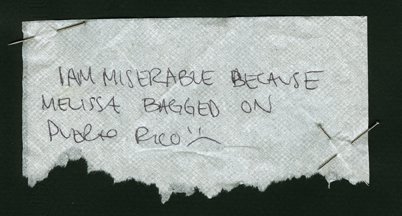 I AM MISERABLE BECAUSE
MELISSA BAGGED ON
PUERTO RICO :(